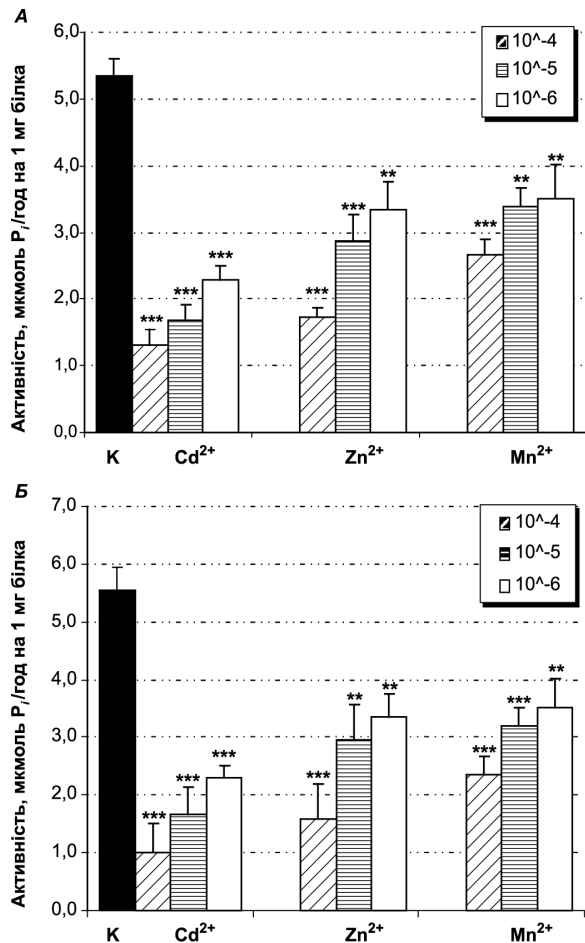 А
Активність, мкмоль Pi/год на 1 мг білка
6,0
5,0
4,0
3,0
2,0
1,0
0,0
10^-4
10^-5
10^-6
*** *** ***
*** *** **
*** ** **
К Cd²⁺ Zn²⁺ Mn²⁺
Б
Активність, мкмоль Pi/год на 1 мг білка
7,0
6,0
5,0
4,0
3,0
2,0
1,0
0,0
10^-4
10^-5
10^-6
*** *** ***
*** ** **
*** *** **
К Cd²⁺ Zn²⁺ Mn²⁺